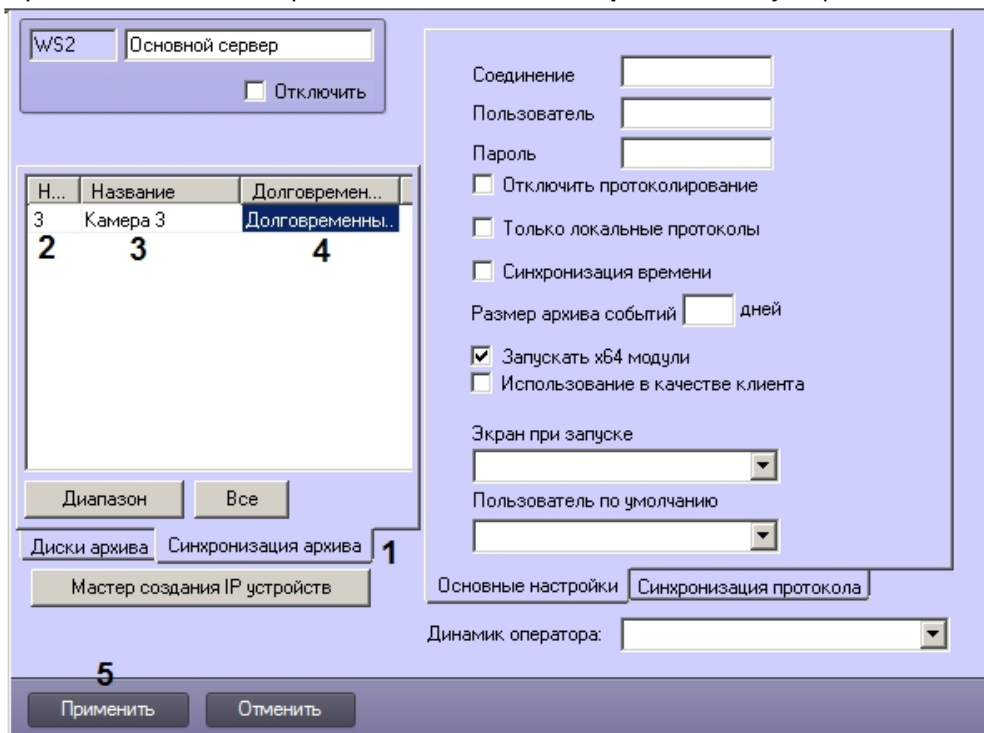 WS2 Основной сервер
Отключить
Н... Название Долговремен...
3 Камера 3 Долговременны..
2 3 4
Диапазон Все
Диски архива Синхронизация архива 1
Мастер создания IP устройств
Соединение
Пользователь
Пароль
Отключить протоколирование
Только локальные протоколы
Синхронизация времени
Размер архива событий дней
Запускать x64 модули
Использование в качестве клиента
Экран при запуске
Пользователь по умолчанию
Основные настройки Синхронизация протокола
Динамик оператора:
5
Применить Отменить